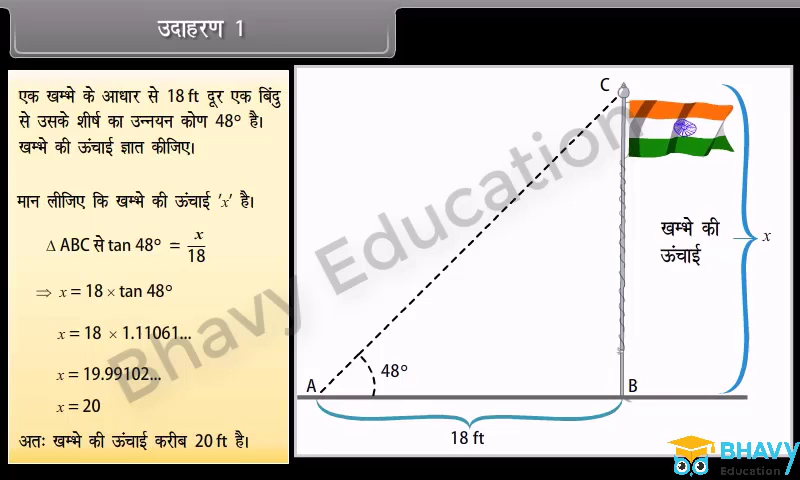 उदाहरण 1
एक खम्भे के आधार से 18 ft दूर एक बिंदु
से उसके शीर्ष का उन्नयन कोण 48° है।
खम्भे की ऊंचाई ज्ञात कीजिए।
मान लीजिए कि खम्भे की ऊंचाई 'x' है।
Δ ABC से tan 48° = x/18
⇒ x = 18 × tan 48°
x = 18 × 1.11061...
x = 19.99102...
x = 20
अतः खम्भे की ऊंचाई करीब 20 ft है।
C
खम्भे की
ऊंचाई
x
A
48°
B
18 ft
Bhavy Education
BHAVY
Education